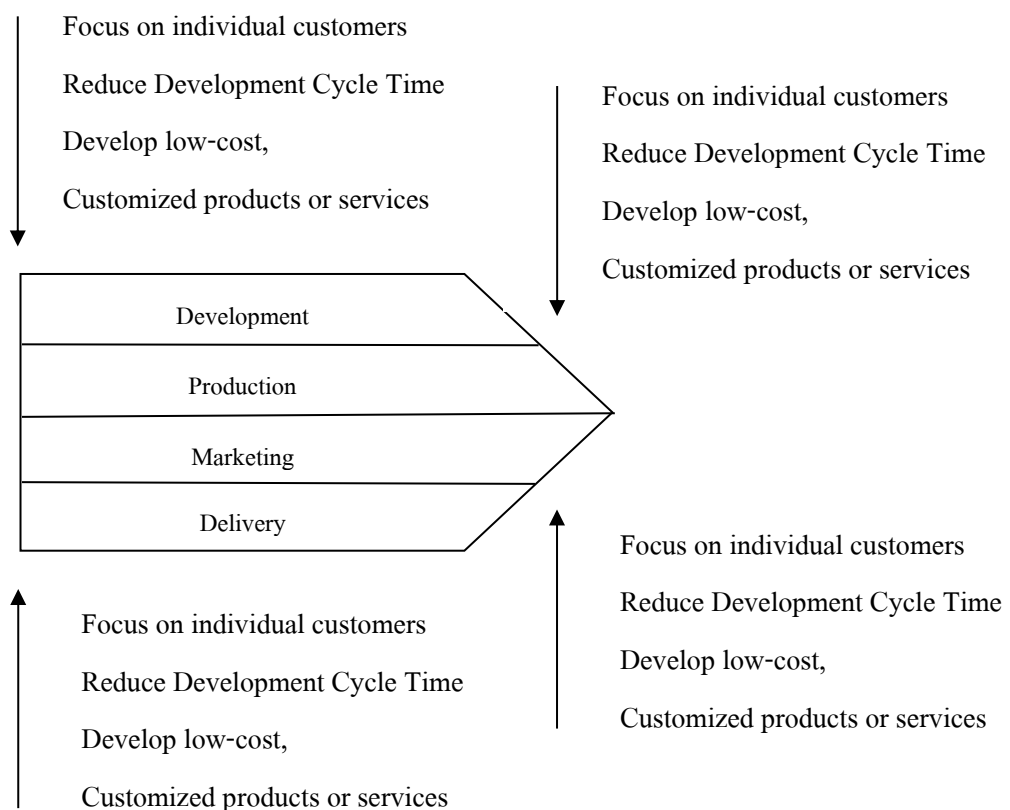 Focus on individual customers
Reduce Development Cycle Time
Develop low-cost,
Customized products or services
Focus on individual customers
Reduce Development Cycle Time
Develop low-cost,
Customized products or services
Development
Production
Marketing
Delivery
Focus on individual customers
Reduce Development Cycle Time
Develop low-cost,
Customized products or services
Focus on individual customers
Reduce Development Cycle Time
Develop low-cost,
Customized products or services